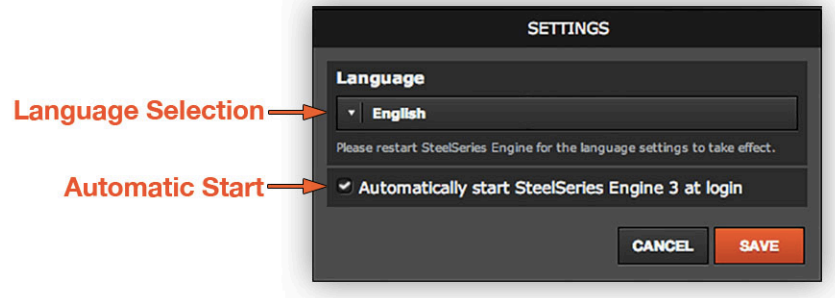 SETTINGS
Language
Language Selection
English
Please restart SteelSeries Engine for the language settings to take effect.
Automatic Start
Automatically start SteelSeries Engine 3 at login
CANCEL
SAVE